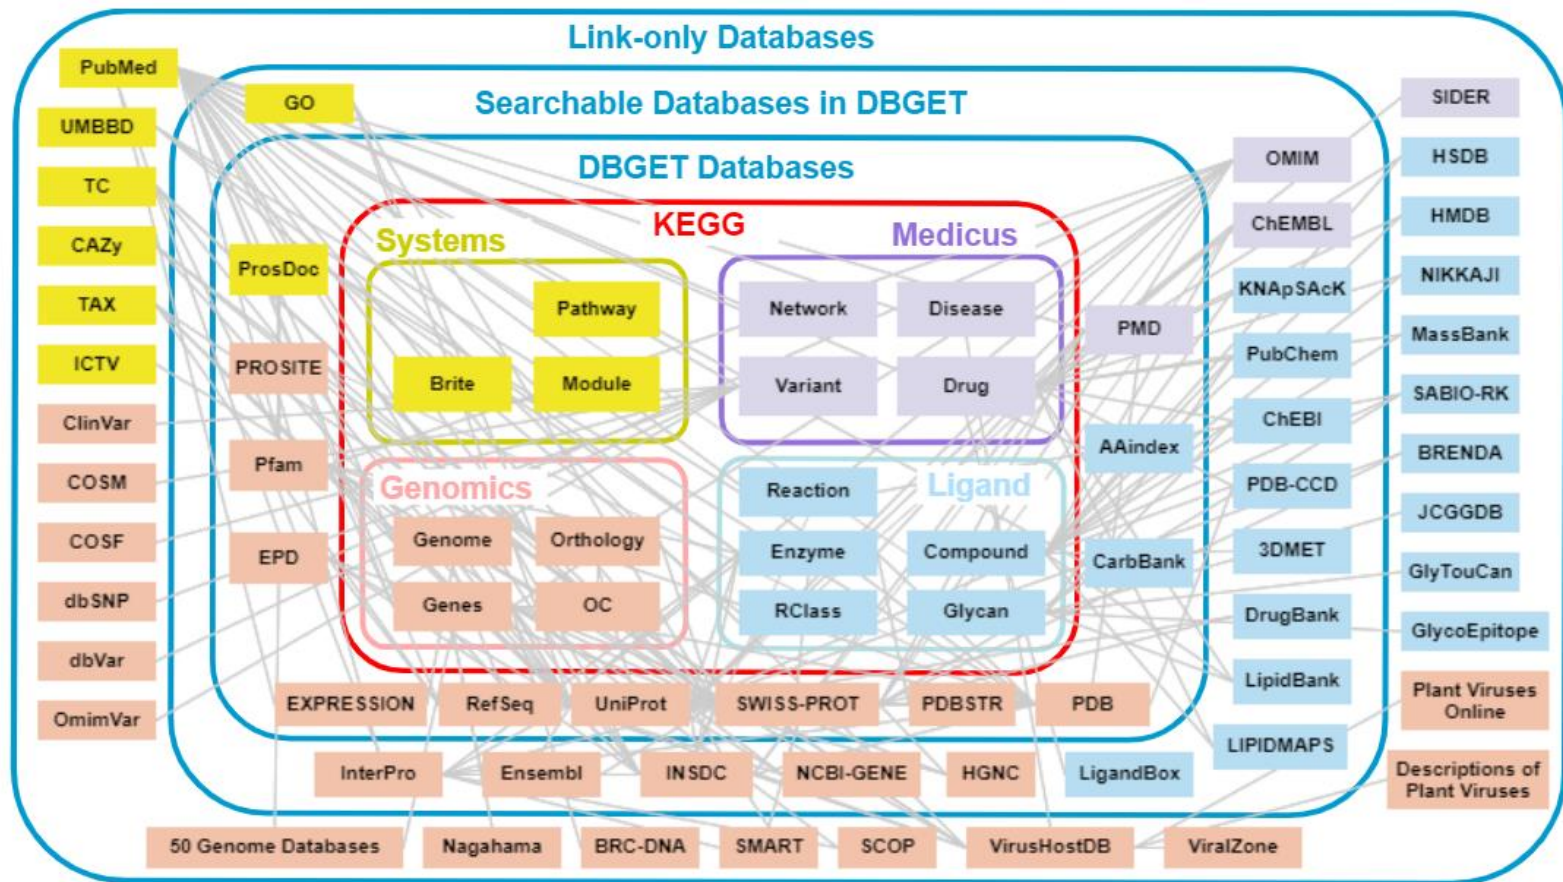 Link-only Databases
PubMed
GO
Searchable Databases in DBGET
SIDER
UMBBD
DBGET Databases
OMIM
HSDB
TC
KEGG
ChEMBL
HMDB
CAZy
Systems
Medicus
ProsDoc
KNApSAcK
NIKKAJI
TAX
Pathway
Network
Disease
PMD
PubChem
MassBank
ICTV
PROSITE
Brite
Module
Variant
Drug
SABIO-RK
ClinVar
ChEBI
Pfam
AAindex
BRENDA
COSM
Genomics
Reaction
Ligand
PDB-CCD
JCGGDB
COSF
EPD
Genome
Orthology
Enzyme
Compound
CarbBank
3DMET
GlyTouCan
dbSNP
Genes
OC
RClass
Glycan
DrugBank
GlycoEpitope
dbVar
LipidBank
OmimVar
EXPRESSION
RefSeq
UniProt
SWISS-PROT
PDBSTR
PDB
Plant Viruses
Online
LIPIDMAPS
InterPro
Ensembl
INSDC
NCBI-GENE
HGNC
LigandBox
Descriptions of
Plant Viruses
50 Genome Databases
Nagahama
BRC-DNA
SMART
SCOP
VirusHostDB
ViralZone